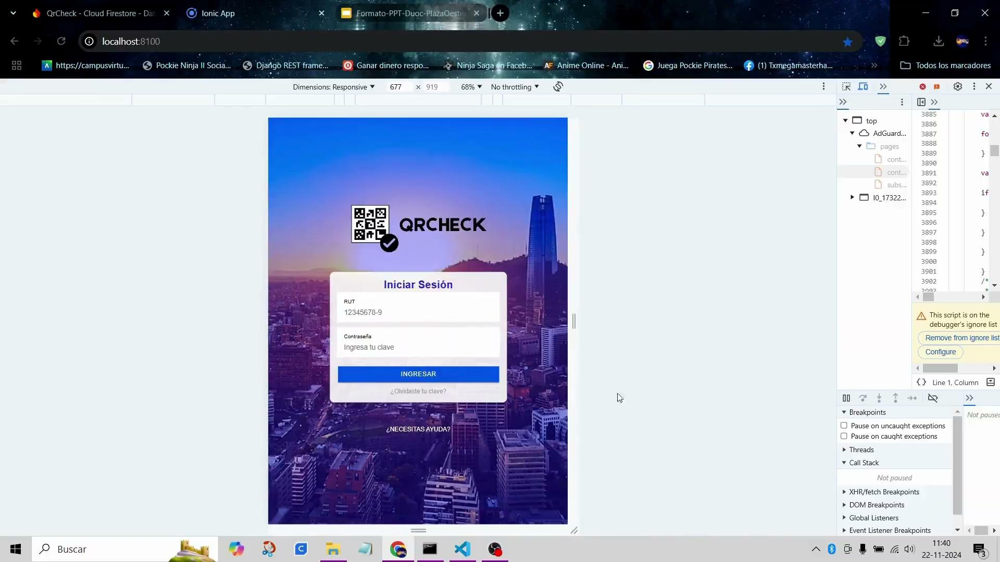 QrCheck - Cloud Firestore - Dat
Ionic App
Formato-PPT-Duoc-PlazaOeste
localhost:8100
https://campusvirtu...
Pockie Ninja II Socia...
Django REST frame...
Ganar dinero respo...
Ninja Saga en Faceb...
AF
Anime Online - Ani...
Juega Pockie Pirates...
(1) Txmegamasterha...
Todos los marcadores
Dimensions: Responsive
677 × 919
68%
No throttling
top
AdGuard...
pages
cont...
cont...
subs...
I0_17322...
3885 va
3886
3887 fo
3888
3889 }
3890
3891 va
3892
3893 if
3894
3895 }
3896
3897 }
3898
3899 }
3900
3901 }
3902 /*
3903 *
This script is on the
debugger's ignore list
Remove from ignore list
Configure
{} Line 1, Column
Breakpoints
Pause on uncaught exceptions
Pause on caught exceptions
Threads
Call Stack
Not paused
XHR/fetch Breakpoints
DOM Breakpoints
Global Listeners
Event Listener Breakpoints
Not paused
QRCHECK
Iniciar Sesión
RUT
12345678-9
Contraseña
Ingresa tu clave
INGRESAR
¿Olvidaste tu clave?
¿NECESITAS AYUDA?
Buscar
11:40
22-11-2024
3